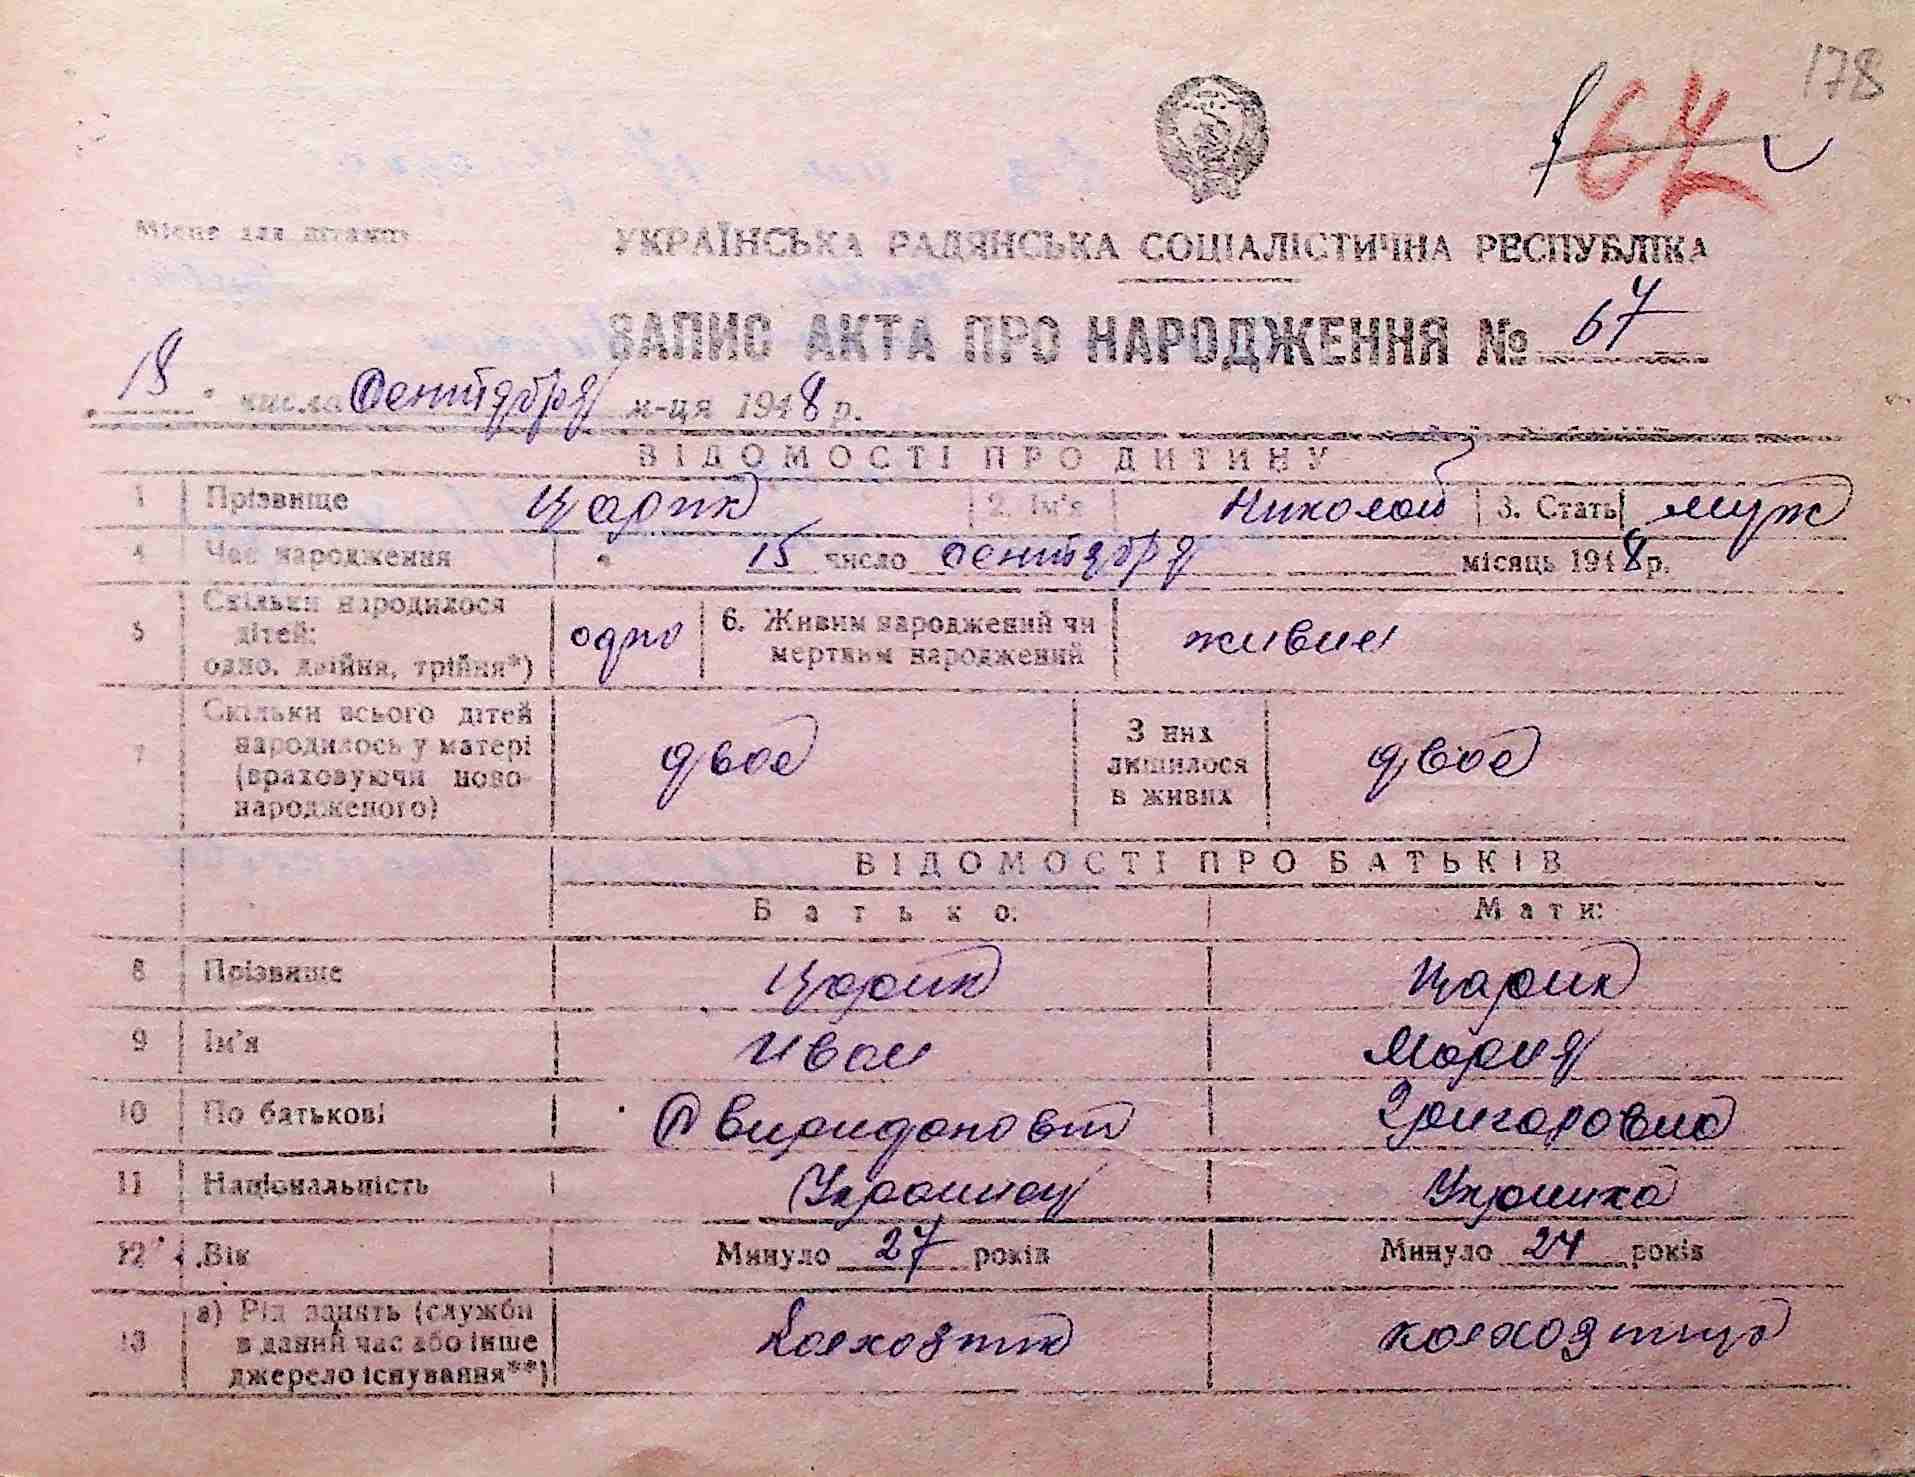 178
64
Місце для штампу
УКРАЇНСЬКА РАДЯНСЬКА СОЦІАЛІСТИЧНА РЕСПУБЛІКА
ЗАПИС АКТА ПРО НАРОДЖЕННЯ № 67
"18" числа Сентября м-ця 1948 р.
ВІДОМОСТІ ПРО ДИТИНУ
1 Прізвище Царик 2. Ім'я Николай 3. Стать муж
4 Час народження " 15 число сентября місяць 1948 р.
5 Скільки народилося дітей: одно, двійня, трійня*) одно 6. Живим народжений чи мертвим народжений живим
7 Скільки всього дітей народилось у матері (враховуючи ново- народженого) двое З них лишилося в живих двое
ВІДОМОСТІ ПРО БАТЬКІВ
Батько: Мати:
8 Прізвище Царик Царик
9 Ім'я Иван Мария
10 По батькові Григоровна
11 Національність Украинец Украинка
12 Вік Минуло 27 років Минуло 24 років
13 а) Рід занять (служби в даний час або інше джерело існування**) Колхозник колхозница